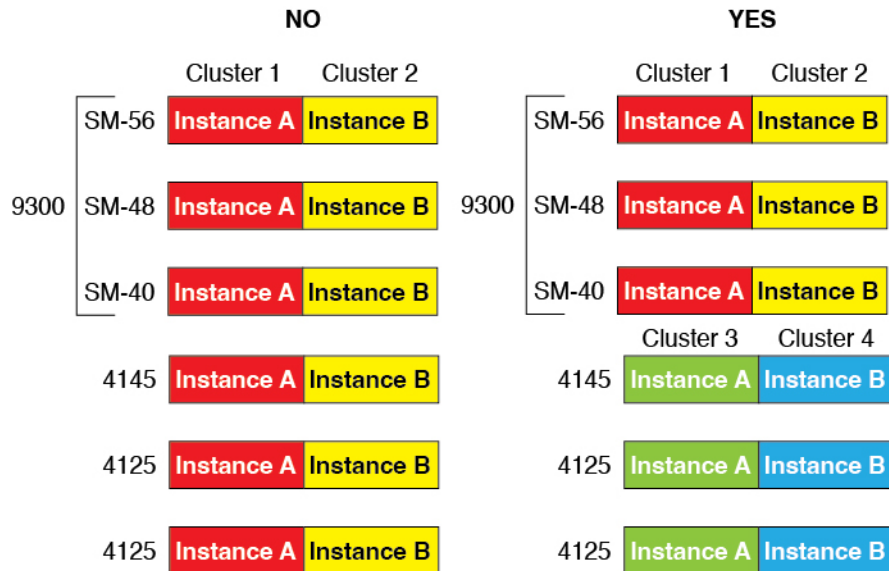 NO YES
Cluster 1 Cluster 2 Cluster 1 Cluster 2
SM-56 Instance A Instance B SM-56 Instance A Instance B
9300 SM-48 Instance A Instance B 9300 SM-48 Instance A Instance B
SM-40 Instance A Instance B SM-40 Instance A Instance B
Cluster 3 Cluster 4
4145 Instance A Instance B 4145 Instance A Instance B
4125 Instance A Instance B 4125 Instance A Instance B
4125 Instance A Instance B 4125 Instance A Instance B